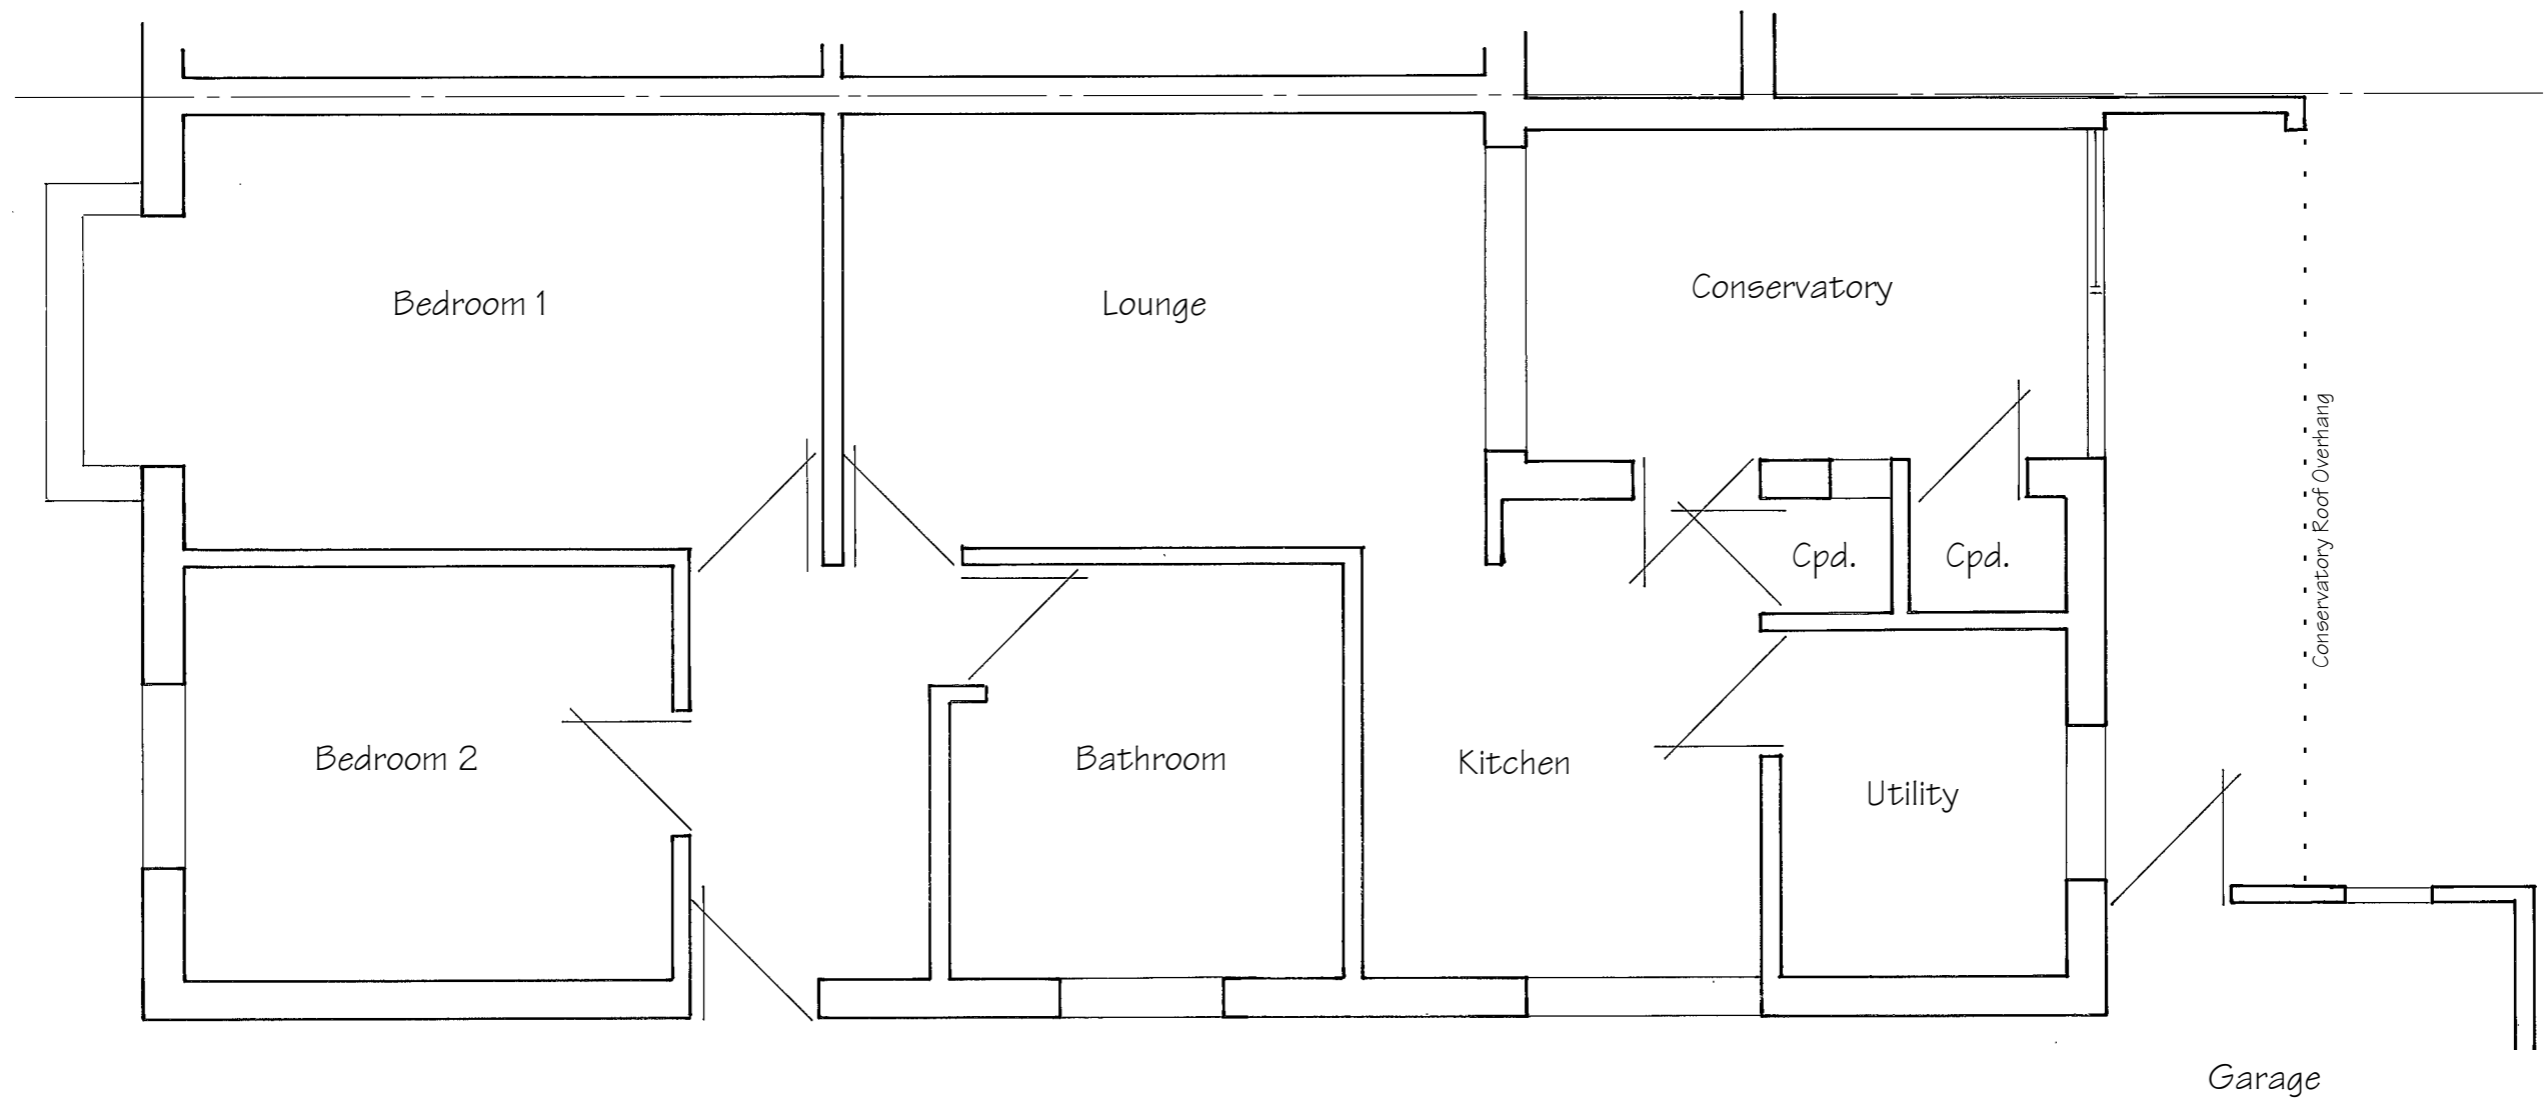 Bedroom 1
Lounge
Conservatory
Conservatory Roof Overhang
Cpd.
Cpd.
Bedroom 2
Bathroom
Kitchen
Utility
Garage